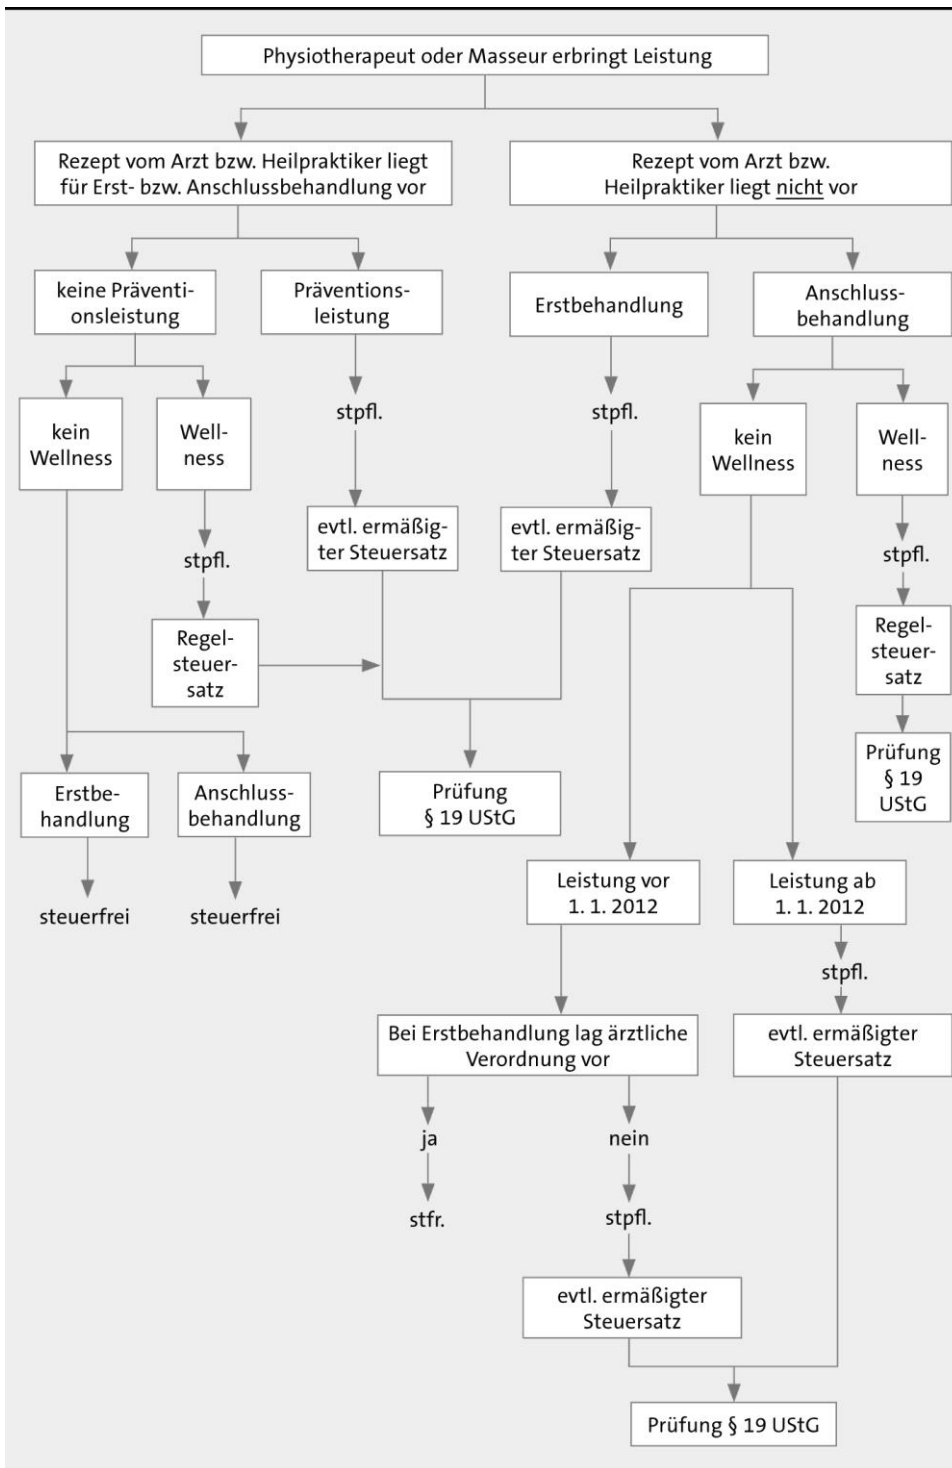 Physiotherapeut oder Masseur erbringt Leistung
Rezept vom Arzt bzw. Heilpraktiker liegt
für Erst- bzw. Anschlussbehandlung vor
Rezept vom Arzt bzw.
Heilpraktiker liegt nicht vor
keine Präventi-
onsleistung
Präventions-
leistung
Erstbehandlung
Anschluss-
behandlung
stpfl.
stpfl.
kein
Wellness
Well-
ness
kein
Wellness
Well-
ness
evtl. ermäßig-
ter Steuersatz
evtl. ermäßig-
ter Steuersatz
stpfl.
stpfl.
Regel-
steuer-
satz
Regel-
steuer-
satz
Prüfung
§ 19
UStG
Erstbe-
handlung
Anschluss-
behandlung
Prüfung
§ 19 UStG
steuerfrei
steuerfrei
Leistung vor
1. 1. 2012
Leistung ab
1. 1. 2012
stpfl.
Bei Erstbehandlung lag ärztliche
Verordnung vor
evtl. ermäßigter
Steuersatz
ja
nein
stfr.
stpfl.
evtl. ermäßigter
Steuersatz
Prüfung § 19 UStG